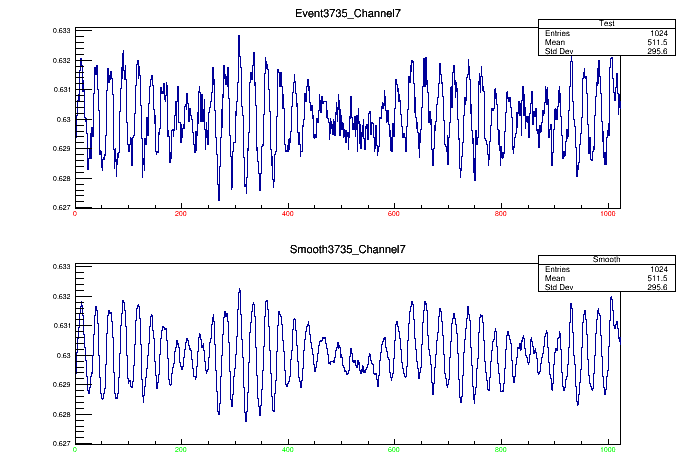 Event3735_Channel7
Test
Entries 1024
Mean 511.5
Std Dev 295.6
0.633
0.632
0.631
0.63
0.629
0.628
0.627
0 200 400 600 800 1000
Smooth3735_Channel7
Smooth
Entries 1024
Mean 511.5
Std Dev 295.6
0.633
0.632
0.631
0.63
0.629
0.628
0.627
0 200 400 600 800 1000